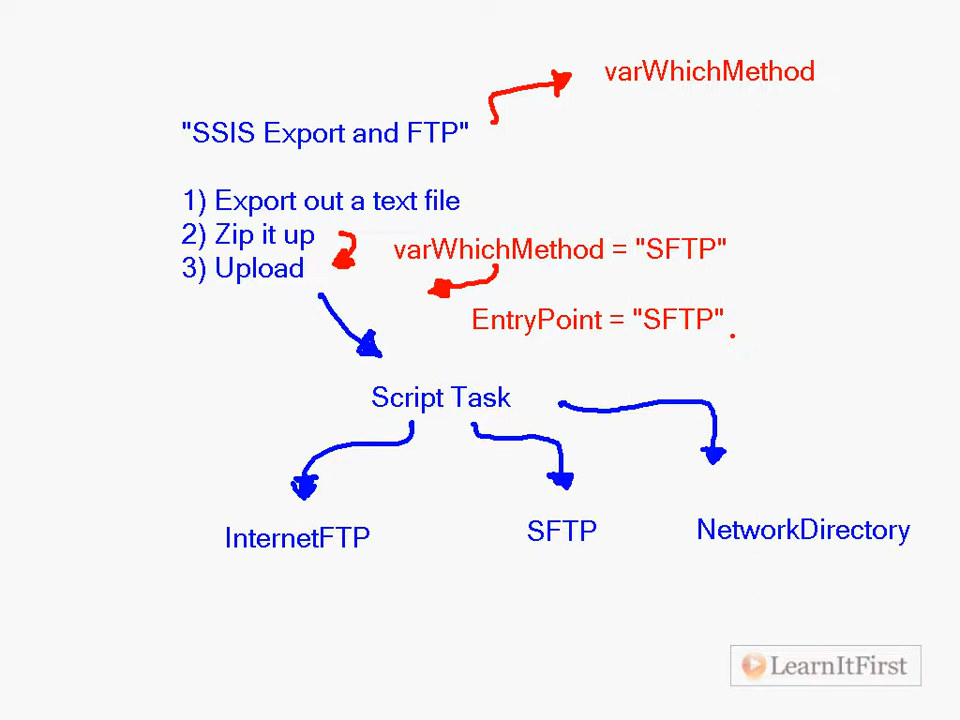 varWhichMethod
"SSIS Export and FTP"
1) Export out a text file
2) Zip it up
varWhichMethod = "SFTP"
3) Upload
EntryPoint = "SFTP"
Script Task
InternetFTP
SFTP
NetworkDirectory
LearnItFirst